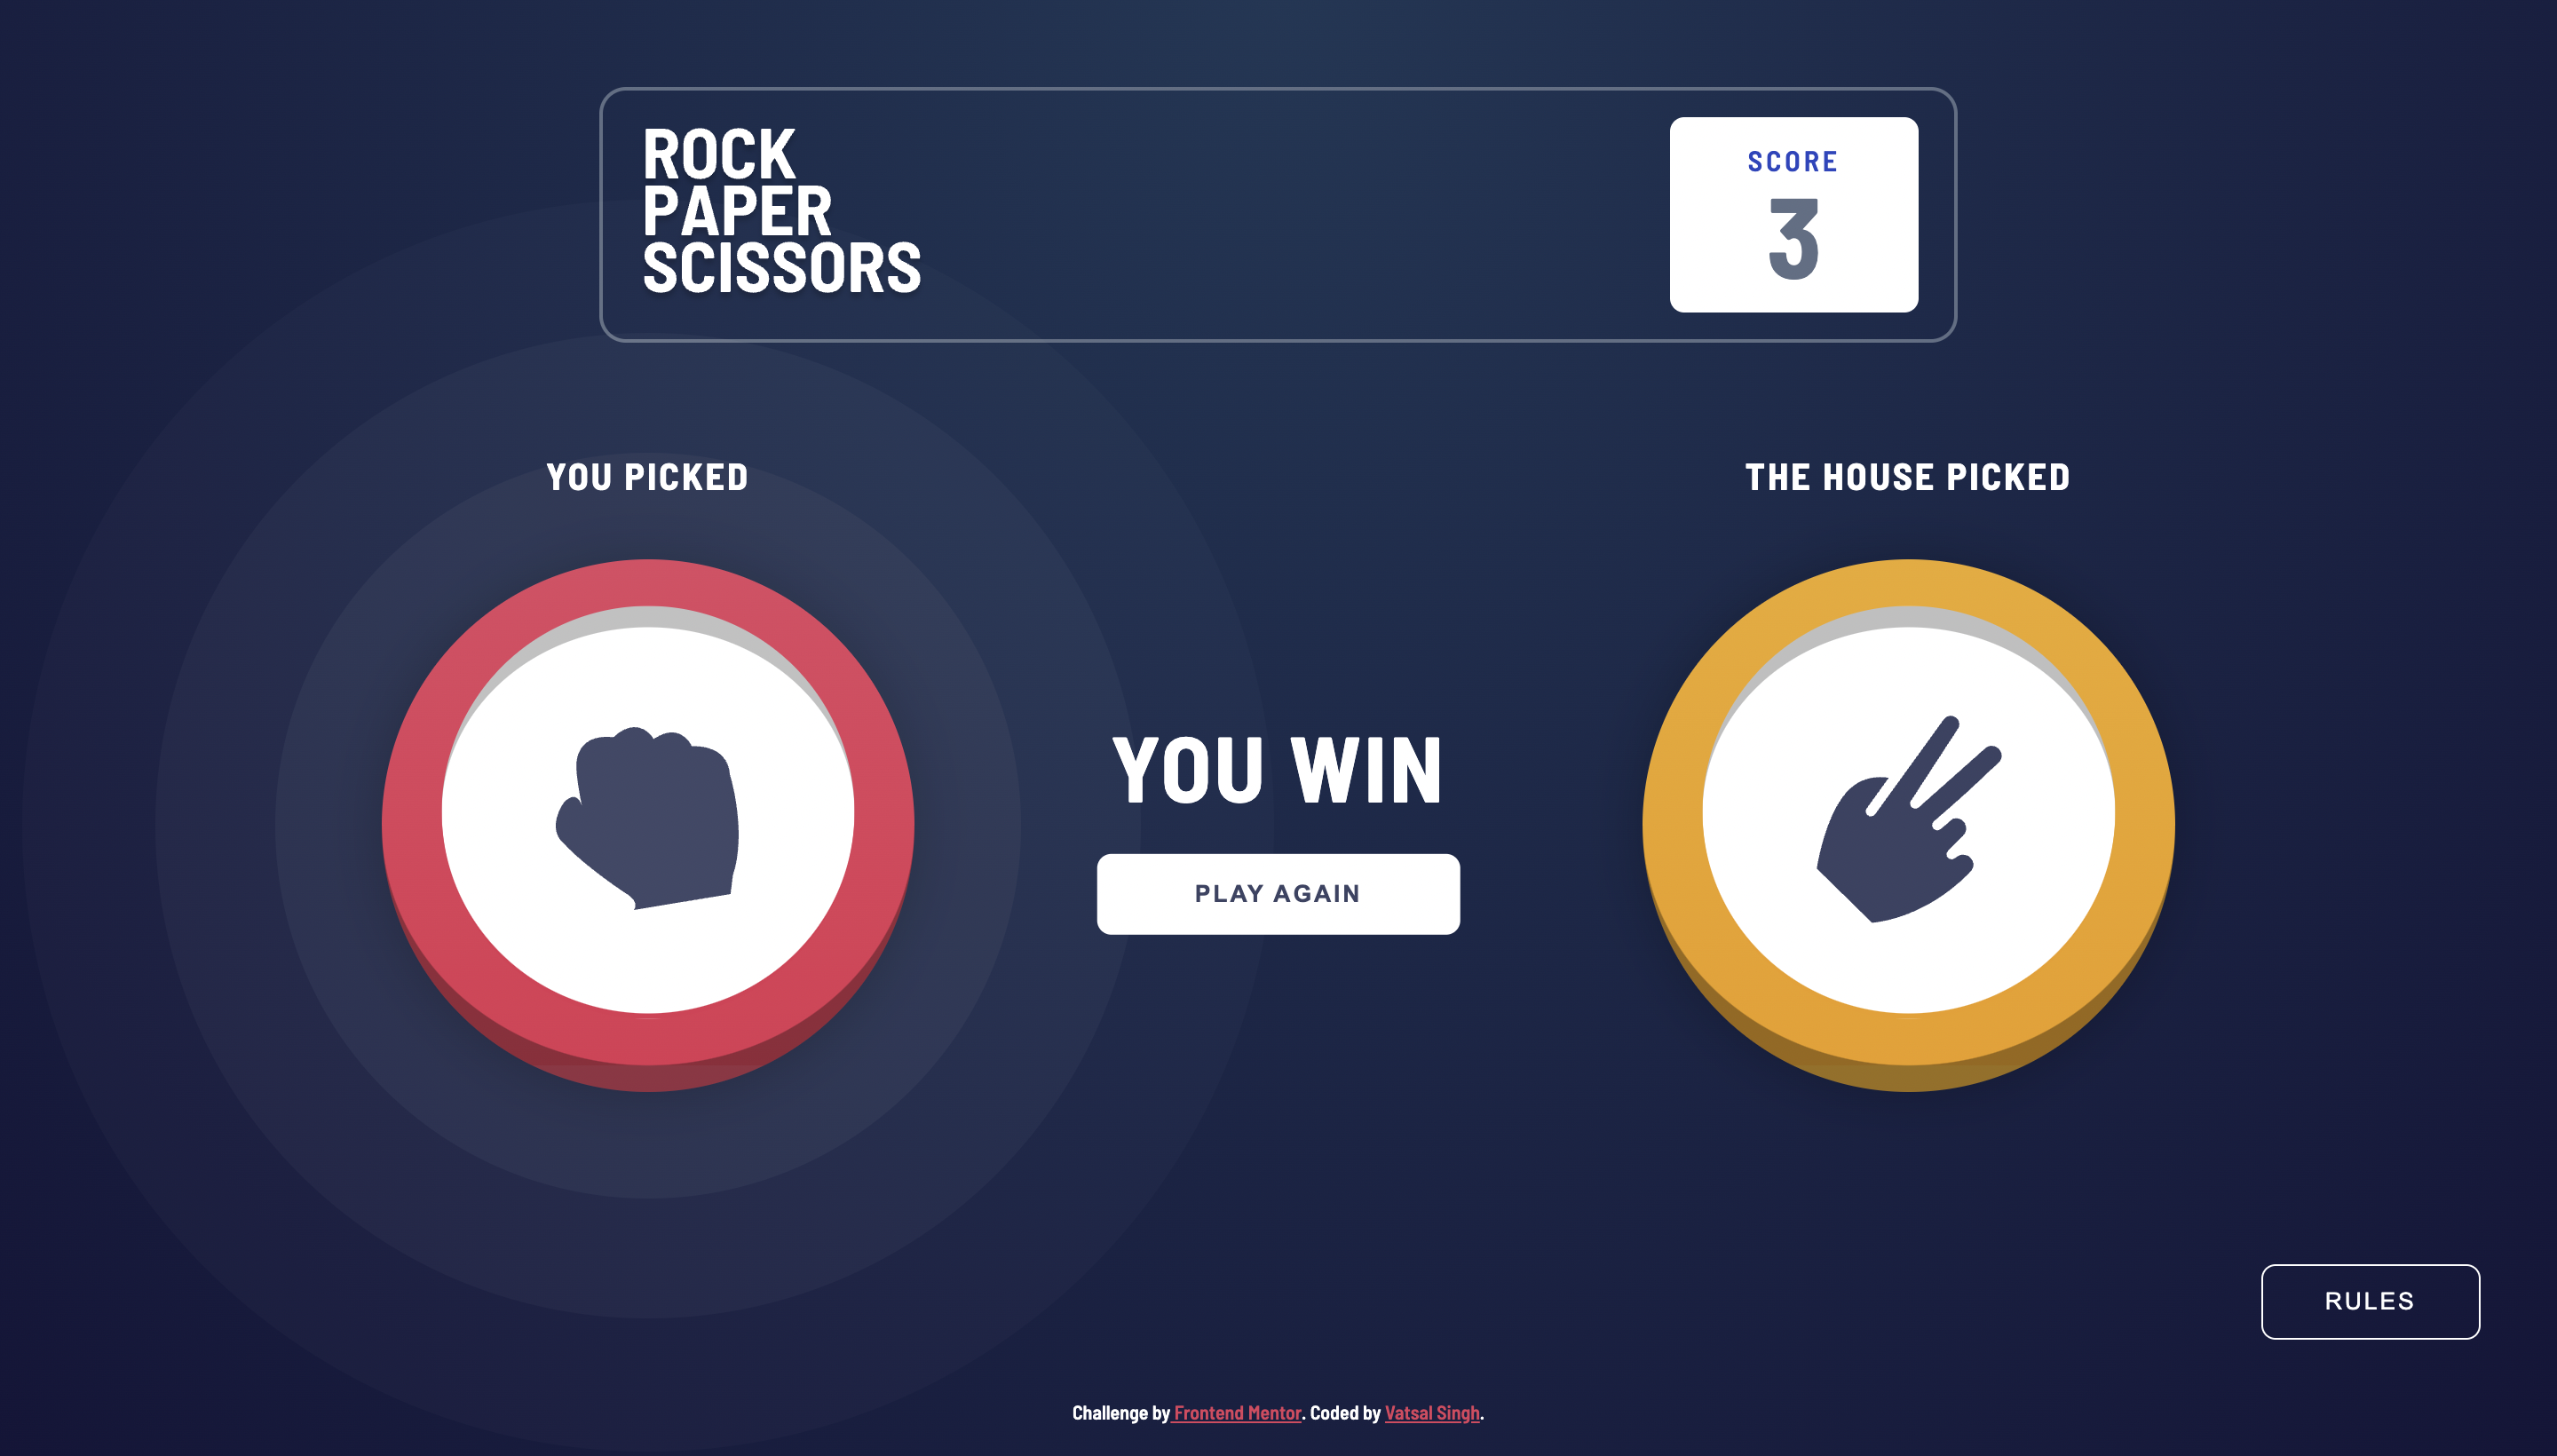 ROCK
PAPER
SCISSORS
SCORE
3
YOU PICKED
THE HOUSE PICKED
YOU WIN
PLAY AGAIN
RULES
Challenge by Frontend Mentor. Coded by Vatsal Singh.